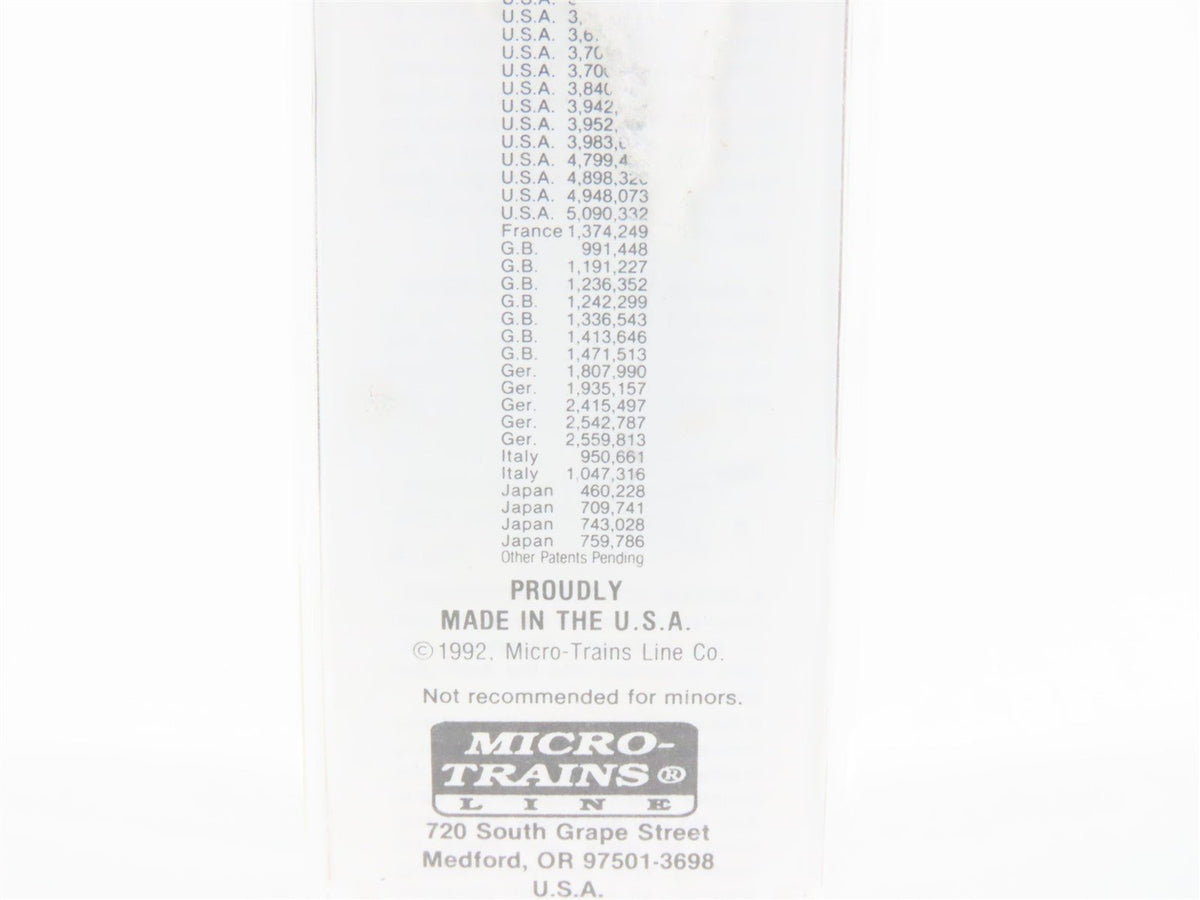 U.S.A.
U.S.A. 3,
U.S.A. 3,6
U.S.A. 3,70
U.S.A. 3,70
U.S.A. 3,84
U.S.A. 3,942,
U.S.A. 3,952,
U.S.A. 3,983,
U.S.A. 4,799,4
U.S.A. 4,898,32
U.S.A. 4,948,073
U.S.A. 5,090,332
France 1,374,249
G.B. 991,448
G.B. 1,191,227
G.B. 1,236,352
G.B. 1,242,299
G.B. 1,336,543
G.B. 1,413,646
G.B. 1,471,513
Ger. 1,807,990
Ger. 1,935,157
Ger. 2,415,497
Ger. 2,542,787
Ger. 2,559,813
Italy 950,661
Italy 1,047,316
Japan 460,228
Japan 709,741
Japan 743,028
Japan 759,786
Other Patents Pending
PROUDLY
MADE IN THE U.S.A.
©1992, Micro-Trains Line Co.
Not recommended for minors.
MICRO-
TRAINS®
LINE
720 South Grape Street
Medford, OR 97501-3698
U.S.A.